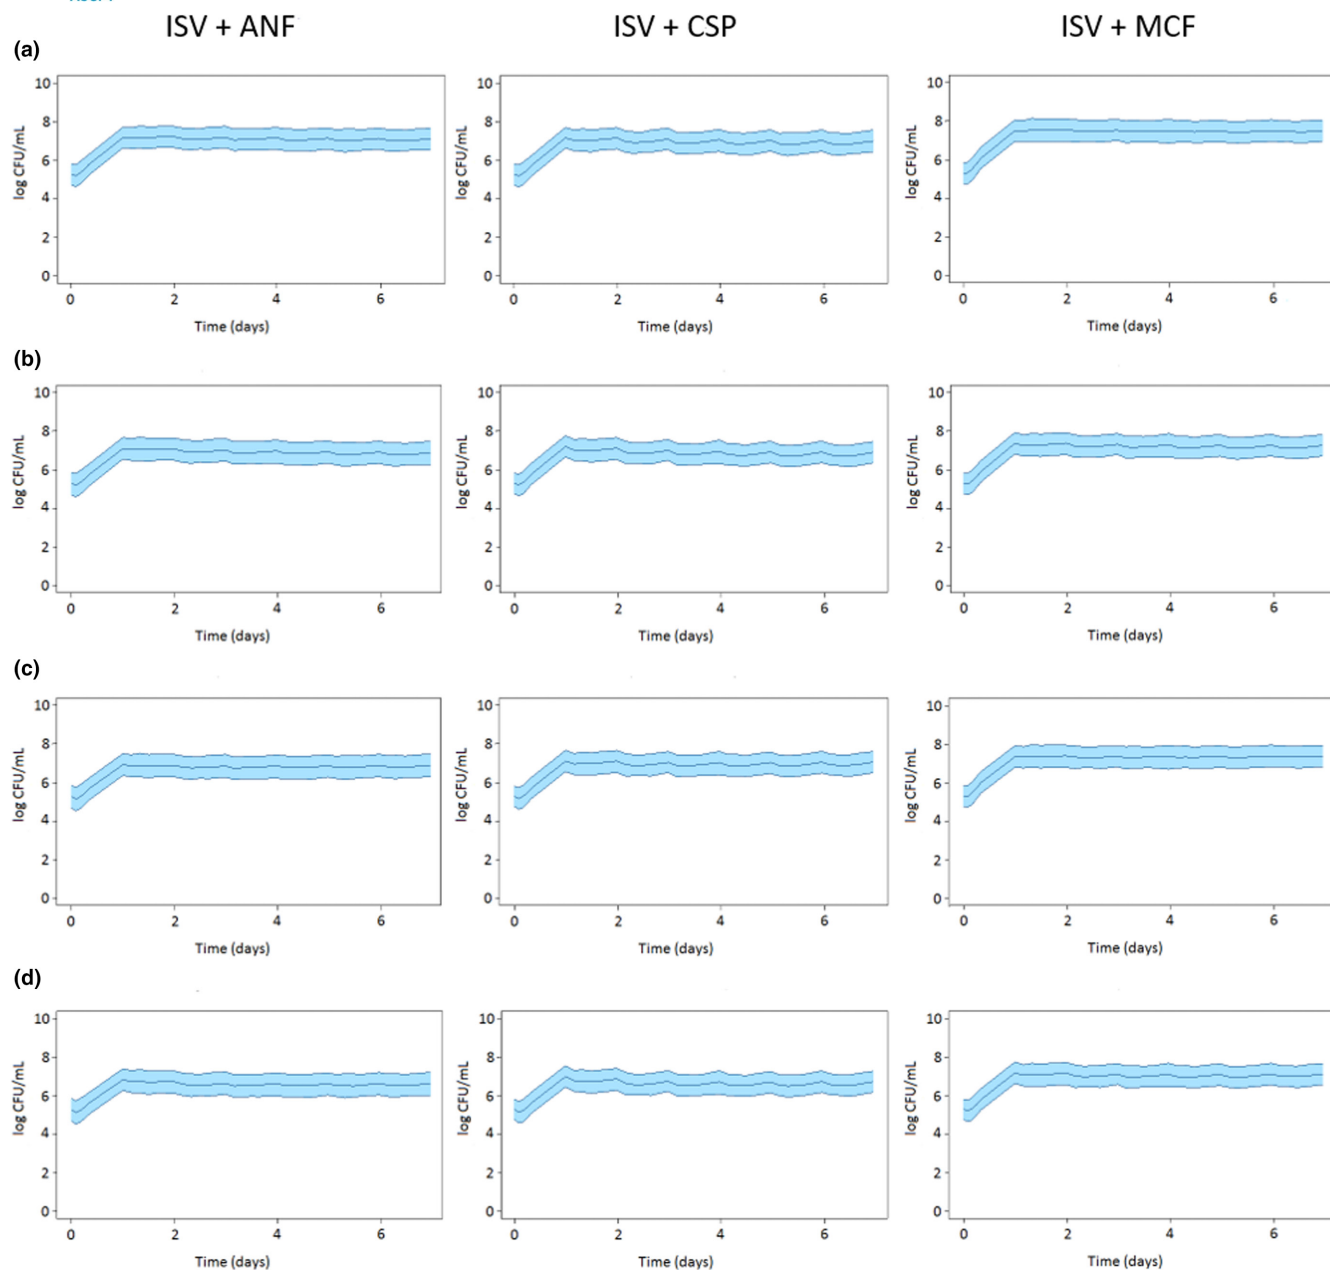 ISV + ANF ISV + CSP ISV + MCF
(a)
10 10 10
8 8 8
6 6 6
4 4 4
2 2 2
0 0 0
log CFU/mL log CFU/mL log CFU/mL
0 2 4 6 0 2 4 6 0 2 4 6
Time (days) Time (days) Time (days)
(b)
10 10 10
8 8 8
6 6 6
4 4 4
2 2 2
0 0 0
log CFU/mL log CFU/mL log CFU/mL
0 2 4 6 0 2 4 6 0 2 4 6
Time (days) Time (days) Time (days)
(c)
10 10 10
8 8 8
6 6 6
4 4 4
2 2 2
0 0 0
log CFU/mL log CFU/mL log CFU/mL
0 2 4 6 0 2 4 6 0 2 4 6
Time (days) Time (days) Time (days)
(d)
10 10 10
8 8 8
6 6 6
4 4 4
2 2 2
0 0 0
log CFU/mL log CFU/mL log CFU/mL
0 2 4 6 0 2 4 6 0 2 4 6
Time (days) Time (days) Time (days)